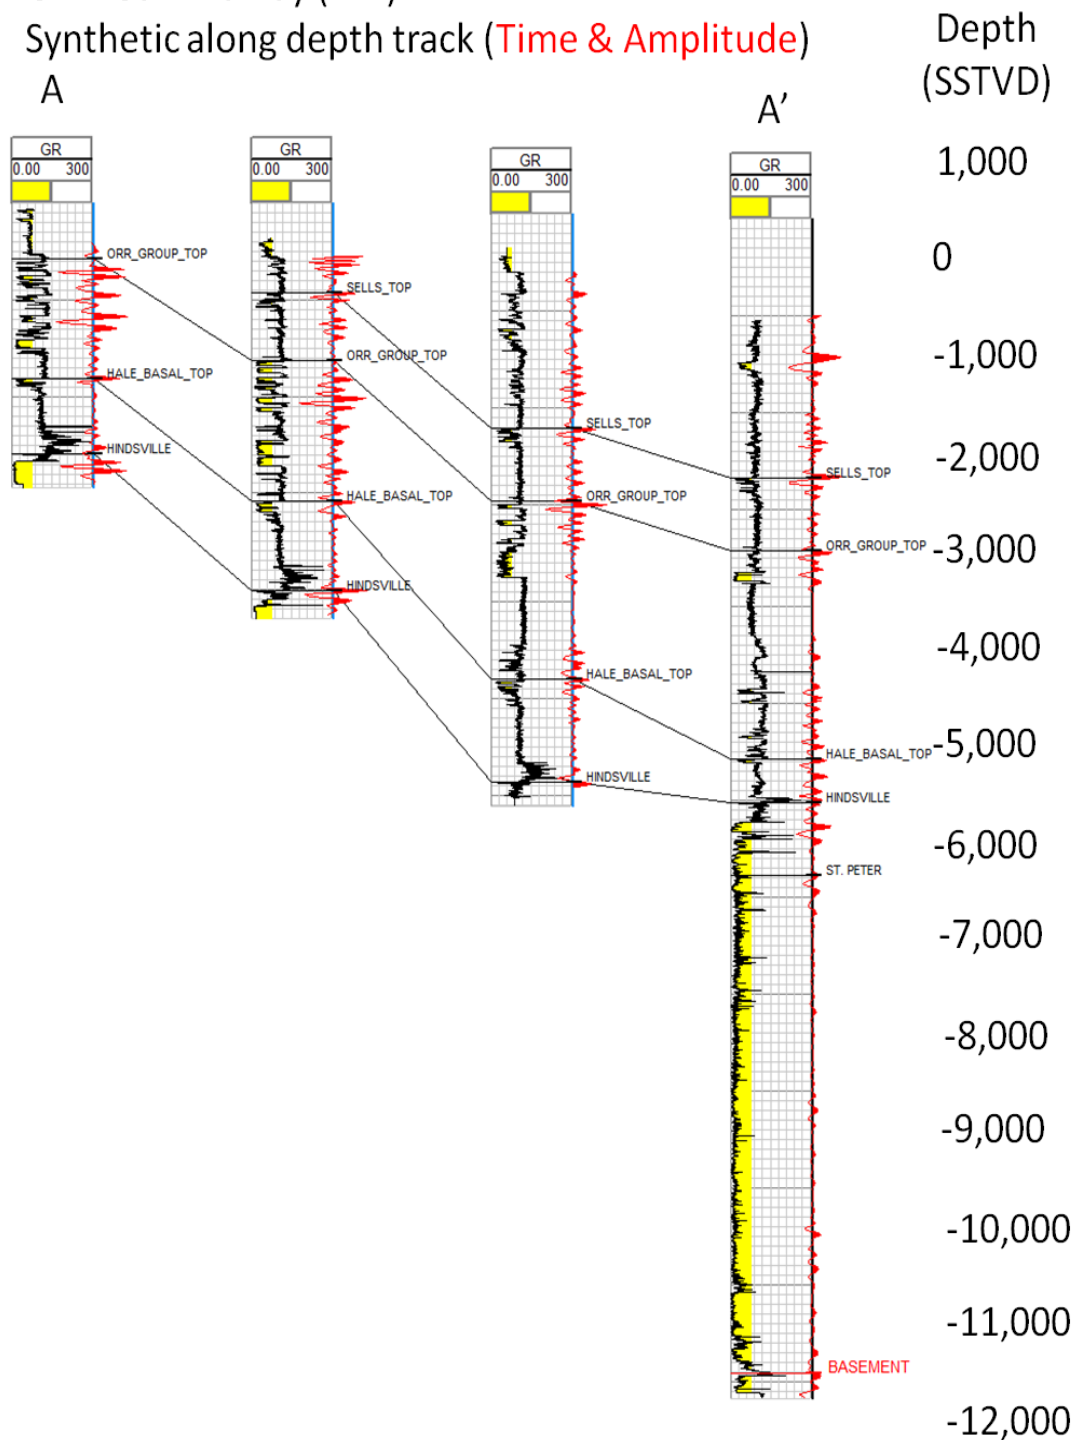 Synthetic along depth track (Time & Amplitude)
Depth
(SSTVD)
A
A’
GR
0.00 300
GR
0.00 300
GR
0.00 300
GR
0.00 300
ORR_GROUP_TOP
HALE_BASAL_TOP
HINDSVILLE
SELLS_TOP
ORR_GROUP_TOP
HALE_BASAL_TOP
HINDSVILLE
SELLS_TOP
ORR_GROUP_TOP
HALE_BASAL_TOP
HINDSVILLE
SELLS_TOP
ORR_GROUP_TOP
HALE_BASAL_TOP
HINDSVILLE
ST. PETER
BASEMENT
1,000
0
-1,000
-2,000
-3,000
-4,000
-5,000
-6,000
-7,000
-8,000
-9,000
-10,000
-11,000
-12,000